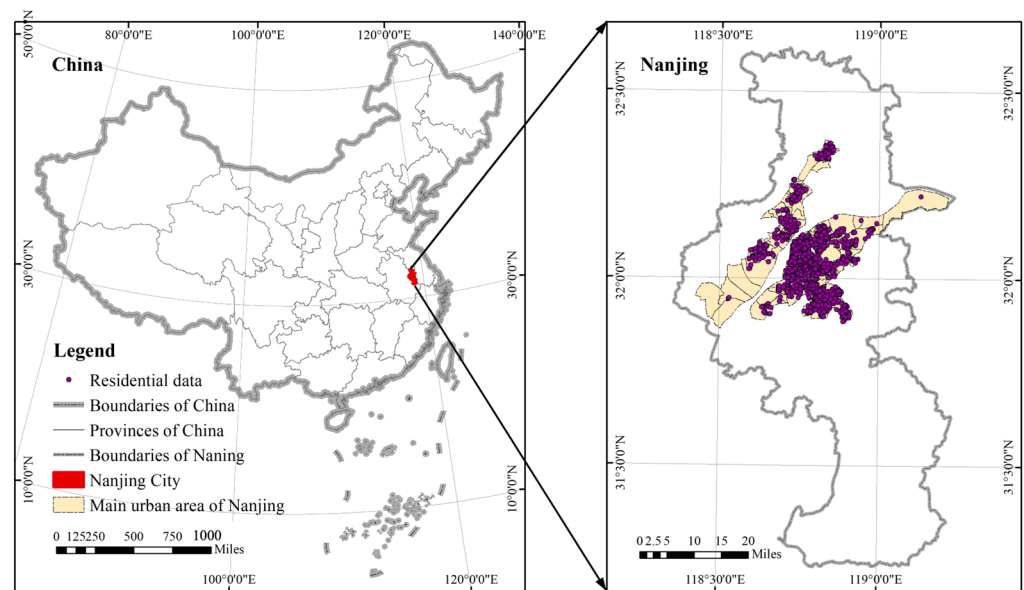 80°0'0"E 100°0'0"E 120°0'0"E 140°0'0"E
50°0'0"N
China
30°0'0"N
30°0'0"N
Legend
Residential data
Boundaries of China
Provinces of China
Boundaries of Naning
Nanjing City
Main urban area of Nanjing
10°0'0"N
10°0'0"N
0 125250 500 750 1000
Miles
100°0'0"E 120°0'0"E
118°30'0"E 119°0'0"E
Nanjing
32°30'0"N
32°30'0"N
32°0'0"N
32°0'0"N
31°30'0"N
31°30'0"N
0 2.5 5 10 15 20
Miles
118°30'0"E 119°0'0"E